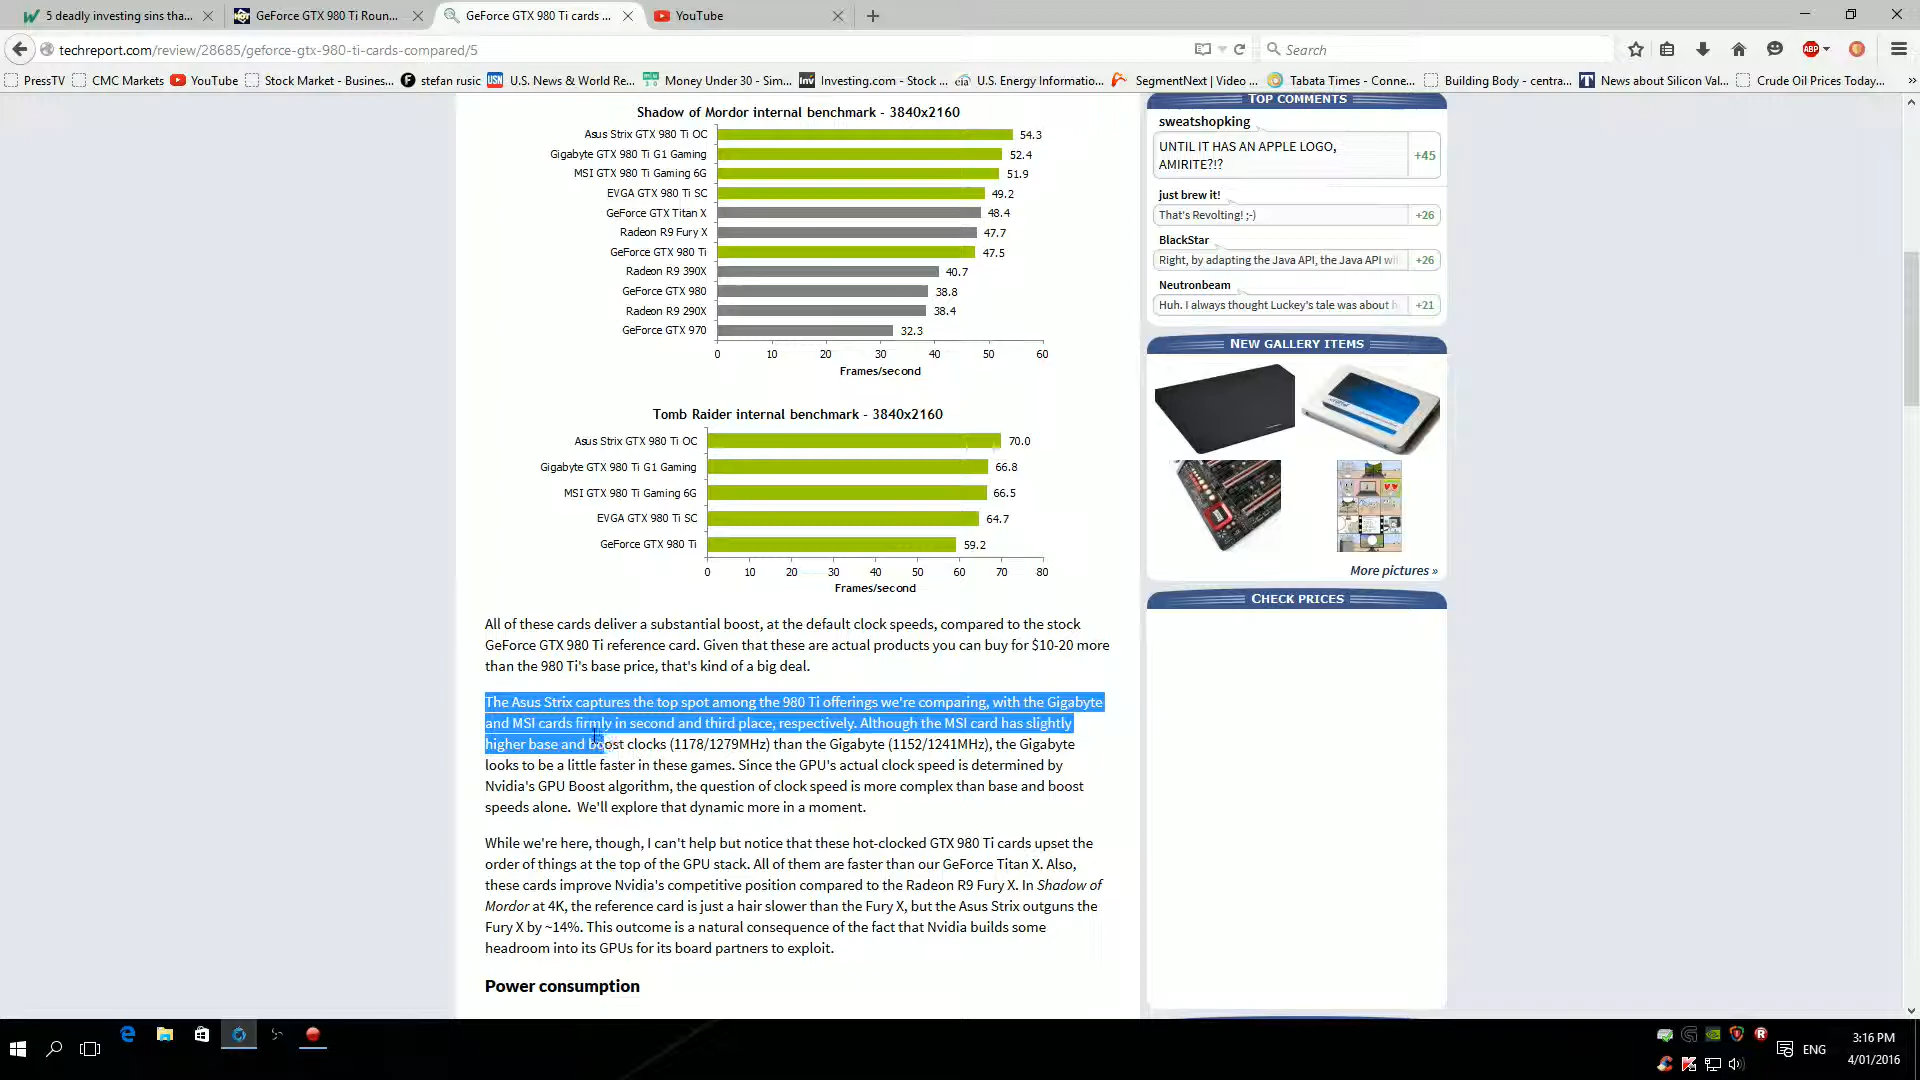 5 deadly investing sins tha...
GeForce GTX 980 Ti Roun...
GeForce GTX 980 Ti cards ...
YouTube
techreport.com/review/28685/geforce-gtx-980-ti-cards-compared/5
Search
ABP
PressTV
CMC Markets
YouTube
Stock Market - Busines...
stefan rusic
U.S. News & World Re...
Money Under 30 - Sim...
Investing.com - Stock ...
U.S. Energy Informatio...
SegmentNext | Video ...
Tabata Times - Conne...
Building Body - centra...
News about Silicon Val...
Crude Oil Prices Today...
Shadow of Mordor internal benchmark - 3840x2160
Asus Strix GTX 980 Ti OC 54.3
Gigabyte GTX 980 Ti G1 Gaming 52.4
MSI GTX 980 Ti Gaming 6G 51.9
EVGA GTX 980 Ti SC 49.2
GeForce GTX Titan X 48.4
Radeon R9 Fury X 47.7
GeForce GTX 980 Ti 47.5
Radeon R9 390X 40.7
GeForce GTX 980 38.8
Radeon R9 290X 38.4
GeForce GTX 970 32.3
0 10 20 30 40 50 60
Frames/second
Tomb Raider internal benchmark - 3840x2160
Asus Strix GTX 980 Ti OC 70.0
Gigabyte GTX 980 Ti G1 Gaming 66.8
MSI GTX 980 Ti Gaming 6G 66.5
EVGA GTX 980 Ti SC 64.7
GeForce GTX 980 Ti 59.2
0 10 20 30 40 50 60 70 80
Frames/second
All of these cards deliver a substantial boost, at the default clock speeds, compared to the stock
GeForce GTX 980 Ti reference card. Given that these are actual products you can buy for $10-20 more
than the 980 Ti's base price, that's kind of a big deal.
The Asus Strix captures the top spot among the 980 Ti offerings we're comparing, with the Gigabyte
and MSI cards firmly in second and third place, respectively. Although the MSI card has slightly
higher base and boost clocks (1178/1279MHz) than the Gigabyte (1152/1241MHz), the Gigabyte
looks to be a little faster in these games. Since the GPU's actual clock speed is determined by
Nvidia's GPU Boost algorithm, the question of clock speed is more complex than base and boost
speeds alone. We'll explore that dynamic more in a moment.
While we're here, though, I can't help but notice that these hot-clocked GTX 980 Ti cards upset the
order of things at the top of the GPU stack. All of them are faster than our GeForce Titan X. Also,
these cards improve Nvidia's competitive position compared to the Radeon R9 Fury X. In Shadow of
Mordor at 4K, the reference card is just a hair slower than the Fury X, but the Asus Strix outguns the
Fury X by ~14%. This outcome is a natural consequence of the fact that Nvidia builds some
headroom into its GPUs for its board partners to exploit.
Power consumption
TOP COMMENTS
sweatshopking
UNTIL IT HAS AN APPLE LOGO,
AMIRITE?!?
+45
just brew it!
That's Revolting! ;-)
+26
BlackStar
Right, by adapting the Java API, the Java API wi
+26
Neutronbeam
Huh. I always thought Luckey's tale was about h
+21
NEW GALLERY ITEMS
More pictures »
CHECK PRICES
ENG
3:16 PM
4/01/2016